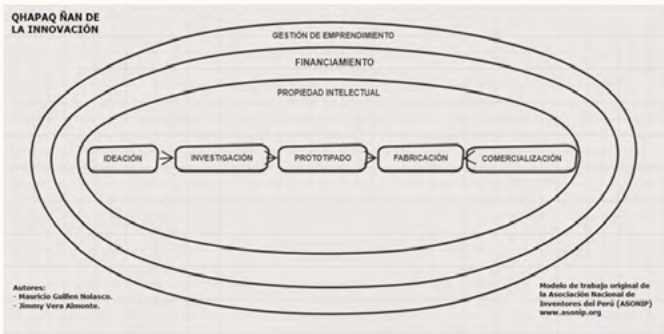 QHAPAQ ÑAN DE
LA INNOVACIÓN
GESTIÓN DE EMPRENDIMIENTO
FINANCIAMIENTO
PROPIEDAD INTELECTUAL
IDEACIÓN
INVESTIGACIÓN
PROTOTIPADO
FABRICACIÓN
COMERCIALIZACIÓN
Autores:
- Mauricio Guillen Nolasco.
- Jimmy Vera Almonte.
Modelo de trabajo original de
la Asociación Nacional de
Inventores del Perú (ASONIP)
www.asonip.org